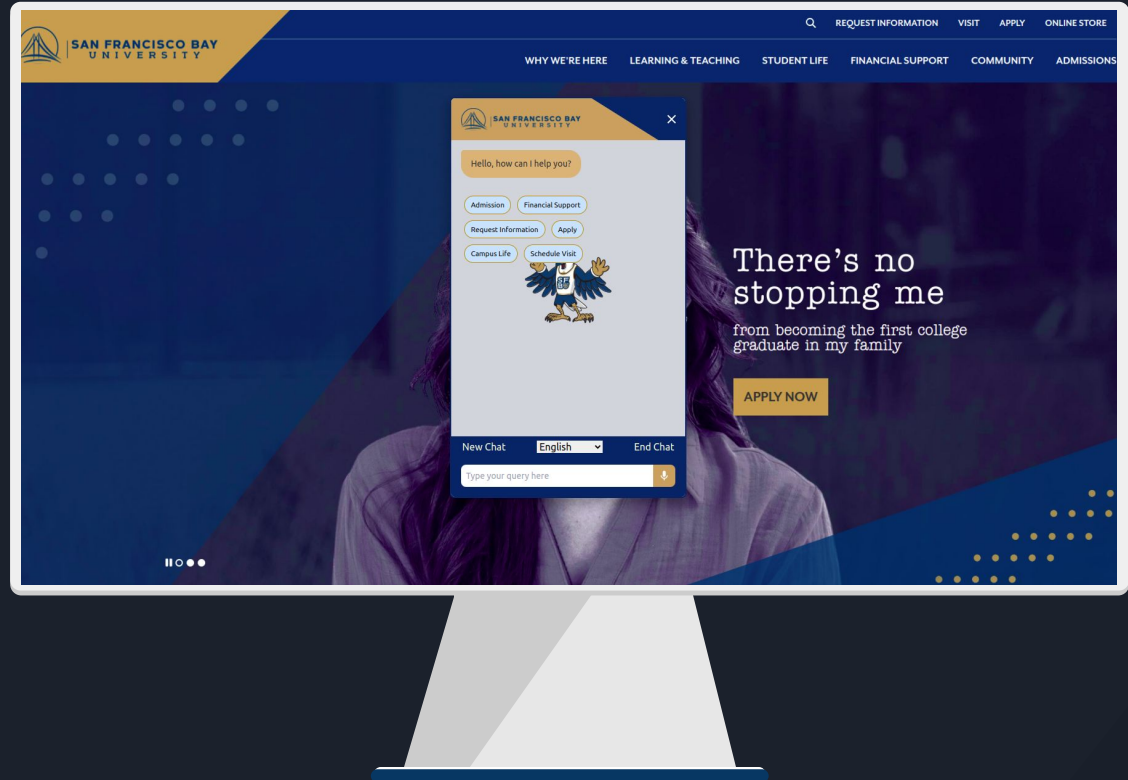 REQUEST INFORMATION VISIT APPLY ONLINE STORE
SAN FRANCISCO BAY
UNIVERSITY
WHY WE'RE HERE LEARNING & TEACHING STUDENT LIFE FINANCIAL SUPPORT COMMUNITY ADMISSIONS
SAN FRANCISCO BAY
UNIVERSITY
Hello, how can I help you?
Admission Financial Support
Request Information Apply
Campus Life Schedule Visit
There's no
stopping me
from becoming the first college
graduate in my family
APPLY NOW
New Chat English End Chat
Type your query here